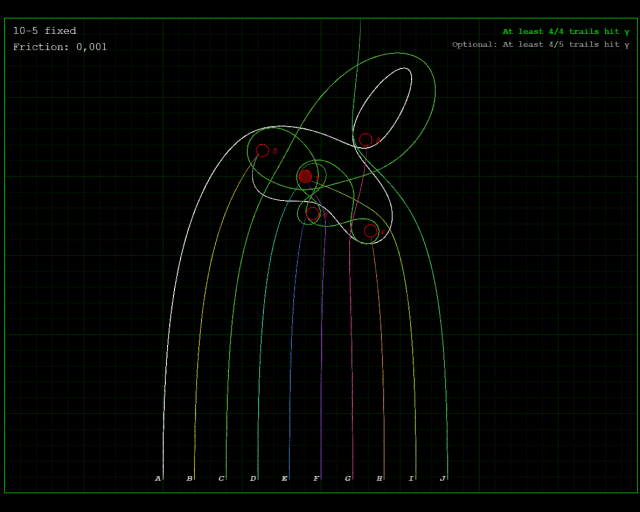 10-5 fixed
Friction: 0,001
At least 4/4 trails hit γ
Optional: At least 4/5 trails hit γ
A B C D E F G H I J